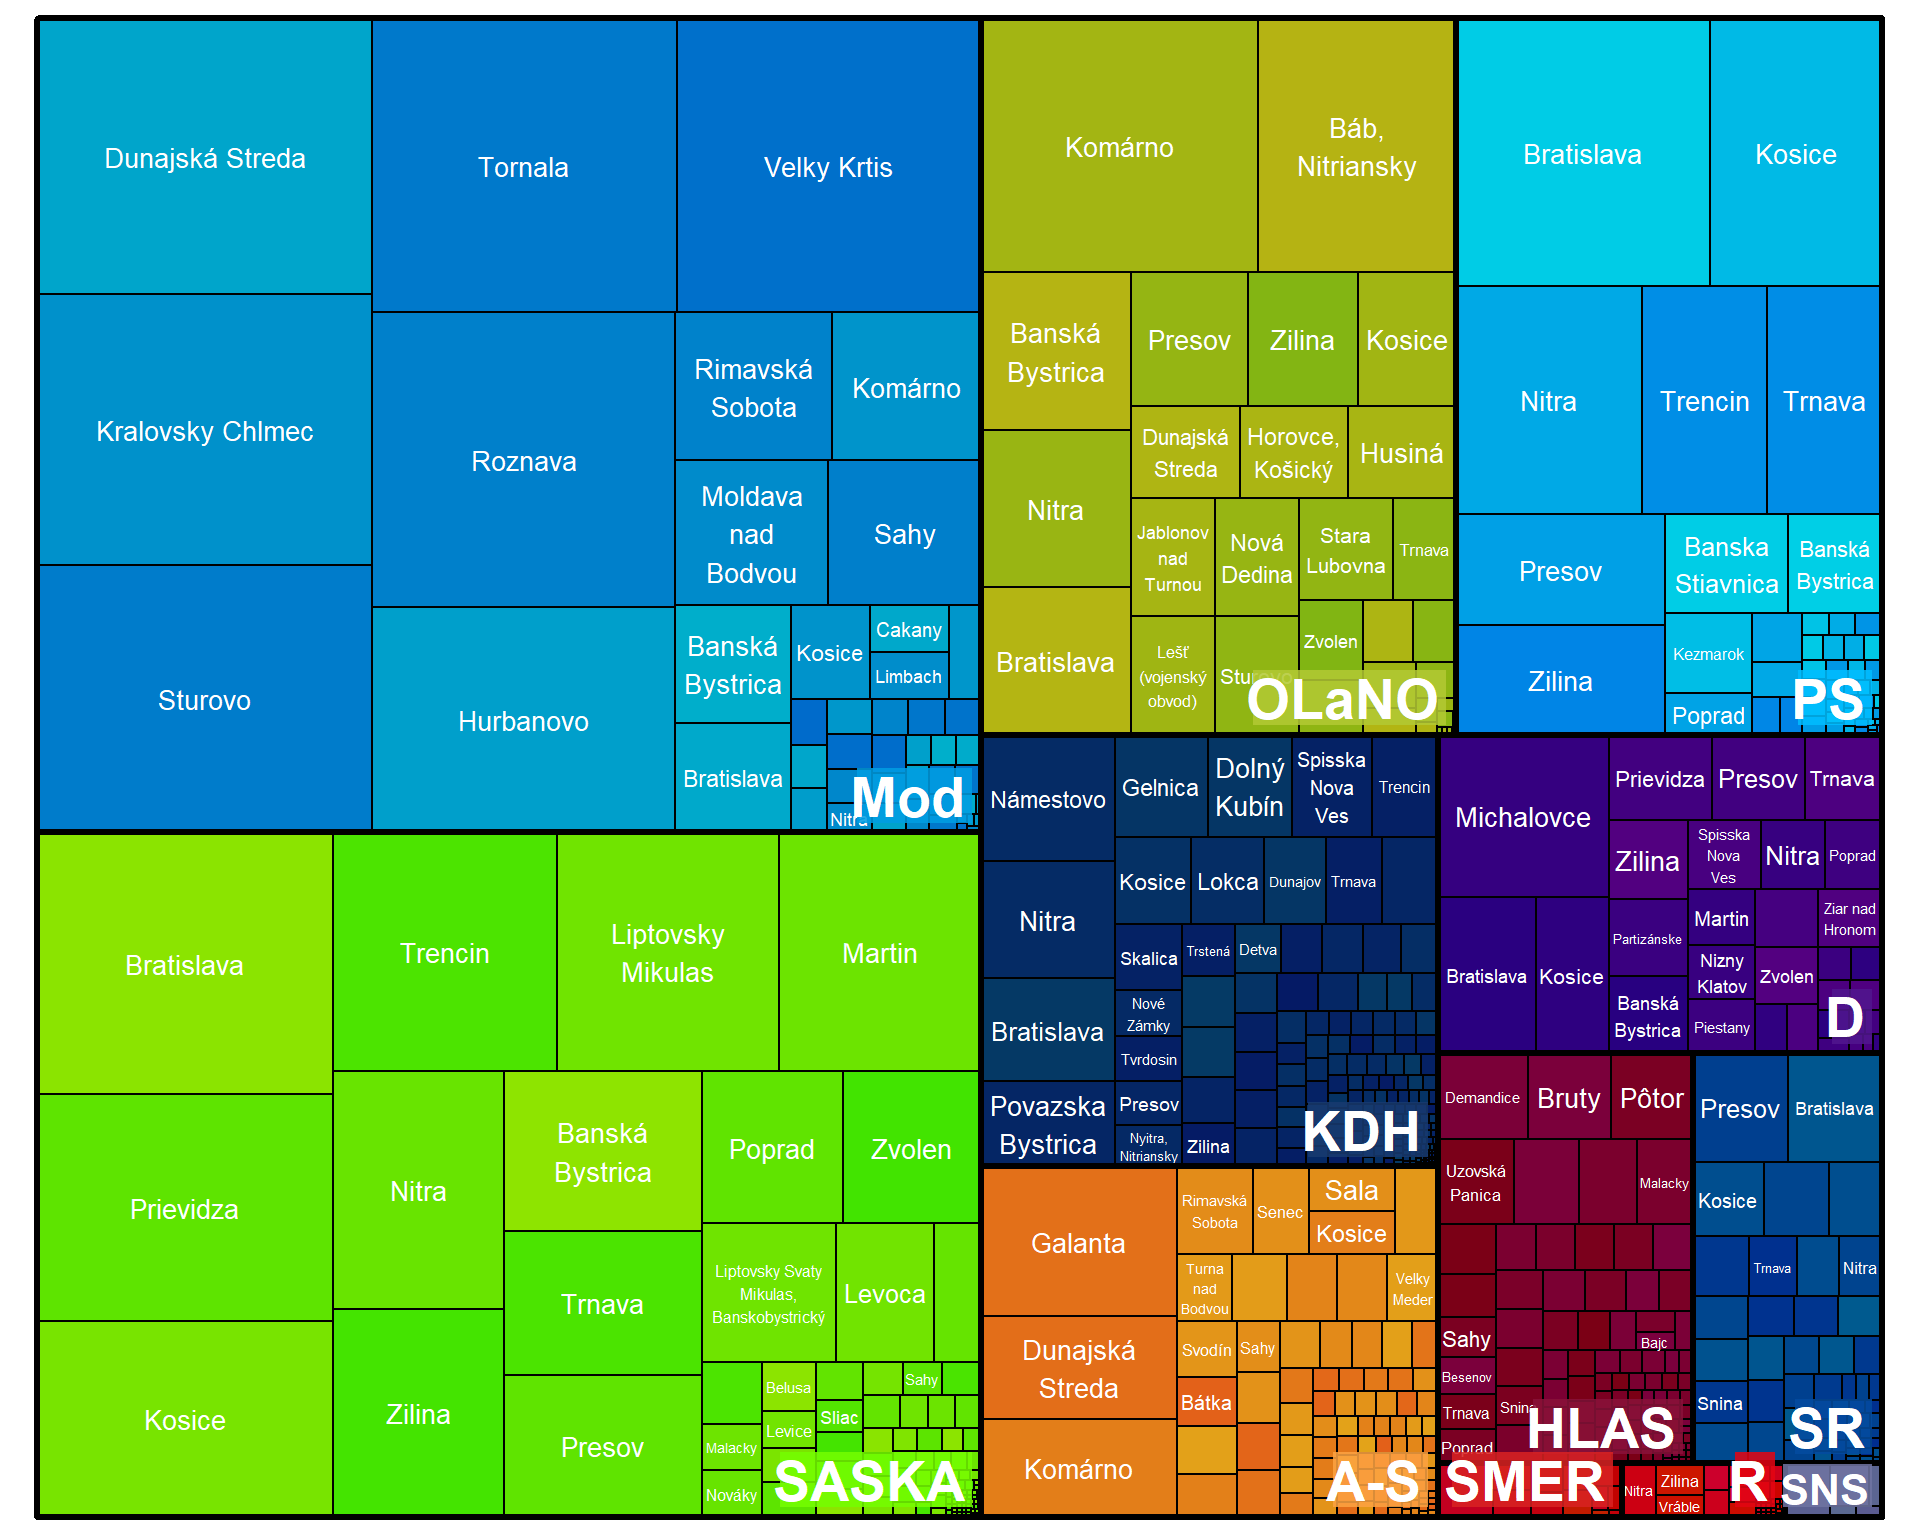 Dunajská Streda
Tornala
Velky Krtis
Kralovsky Chlmec
Roznava
Rimavská
Sobota
Komárno
Moldava
nad
Bodvou
Sahy
Sturovo
Hurbanovo
Banská
Bystrica
Kosice
Cakany
Limbach
Bratislava
Nitra
Mod
Komárno
Báb,
Nitriansky
Banská
Bystrica
Presov
Zilina
Kosice
Dunajská
Streda
Horovce,
Košický
Husiná
Nitra
Jablonov
nad
Turnou
Nová
Dedina
Stara
Lubovna
Trnava
Bratislava
Lešť
(vojenský
obvod)
Zvolen
OLaNO
Bratislava
Kosice
Nitra
Trencin
Trnava
Presov
Banska
Stiavnica
Banská
Bystrica
Zilina
Kezmarok
Poprad
PS
Bratislava
Trencin
Liptovsky
Mikulas
Martin
Prievidza
Nitra
Banská
Bystrica
Poprad
Zvolen
Kosice
Zilina
Trnava
Presov
Liptovsky Svaty
Mikulas,
Banskobystrický
Levoca
Belusa
Sahy
Sliac
Levice
Malacky
Nováky
SASKA
Námestovo
Gelnica
Dolný
Kubín
Spisska
Nova
Ves
Trencin
Nitra
Kosice
Lokca
Dunajov
Trnava
Bratislava
Skalica
Trstená
Detva
Nové
Zámky
Tvrdosin
Povazska
Bystrica
Presov
Nyitra,
Nitriansky
Zilina
KDH
Michalovce
Prievidza
Presov
Trnava
Zilina
Spisska
Nova
Ves
Nitra
Poprad
Bratislava
Kosice
Partizánske
Martin
Ziar nad
Hronom
Nizny
Klatov
Zvolen
Banská
Bystrica
Piestany
D
Galanta
Rimavská
Sobota
Senec
Sala
Kosice
Turna
nad
Bodvou
Velky
Meder
Dunajská
Streda
Svodín
Sahy
Bátka
Komárno
A-S
Demandice
Bruty
Pôtor
Uzovská
Panica
Malacky
Sahy
Bajc
Besenov
Trnava
Poprad
HLAS
Presov
Bratislava
Kosice
Trnava
Nitra
Snina
SR
SMER
Nitra
Zilina
Vráble
R
SNS